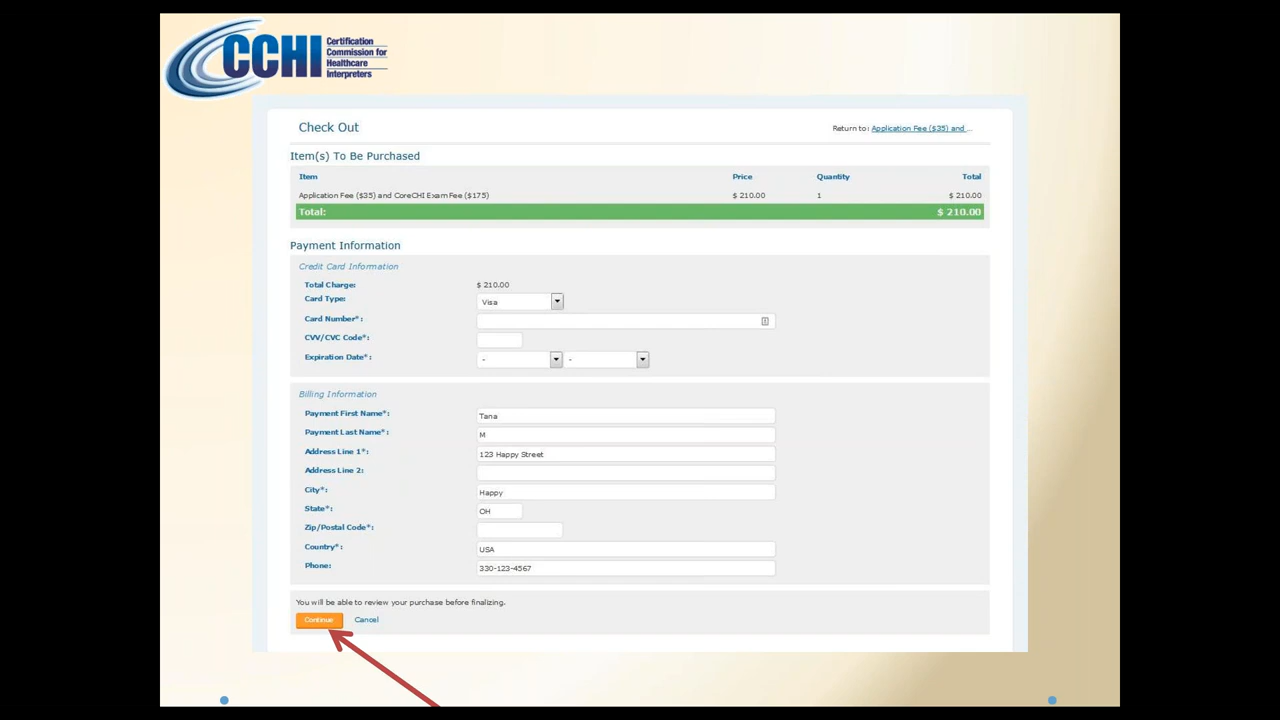 CCHI
Certification
Commission for
Healthcare
Interpreters
Check Out
Return to: Application Fee ($35) and ...
Item(s) To Be Purchased
Item Price Quantity Total
Application Fee ($35) and CoreCHI Exam Fee ($175) $ 210.00 1 $ 210.00
Total: $ 210.00
Payment Information
Credit Card Information
Total Charge: $ 210.00
Card Type: Visa
Card Number*:
CVV/CVC Code*:
Expiration Date*: - -
Billing Information
Payment First Name*: Tana
Payment Last Name*: M
Address Line 1*: 123 Happy Street
Address Line 2:
City*: Happy
State*: OH
Zip/Postal Code*:
Country*: USA
Phone: 330-123-4567
You will be able to review your purchase before finalizing.
Continue Cancel